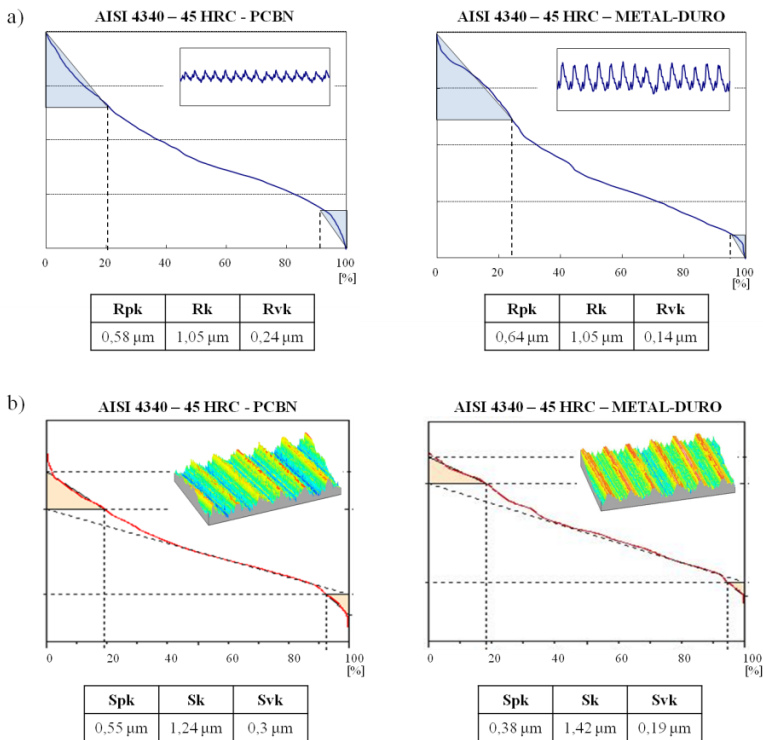 a)
AISI 4340 – 45 HRC - PCBN
0 20 40 60 80 100
[%]
Rpk Rk Rvk
0,58 µm 1,05 µm 0,24 µm
AISI 4340 – 45 HRC – METAL-DURO
0 20 40 60 80 100
[%]
Rpk Rk Rvk
0,64 µm 1,05 µm 0,14 µm
b)
AISI 4340 – 45 HRC - PCBN
0 20 40 60 80 100
[%]
Spk Sk Svk
0,55 µm 1,24 µm 0,3 µm
AISI 4340 – 45 HRC – METAL-DURO
0 20 40 60 80 100
[%]
Spk Sk Svk
0,38 µm 1,42 µm 0,19 µm